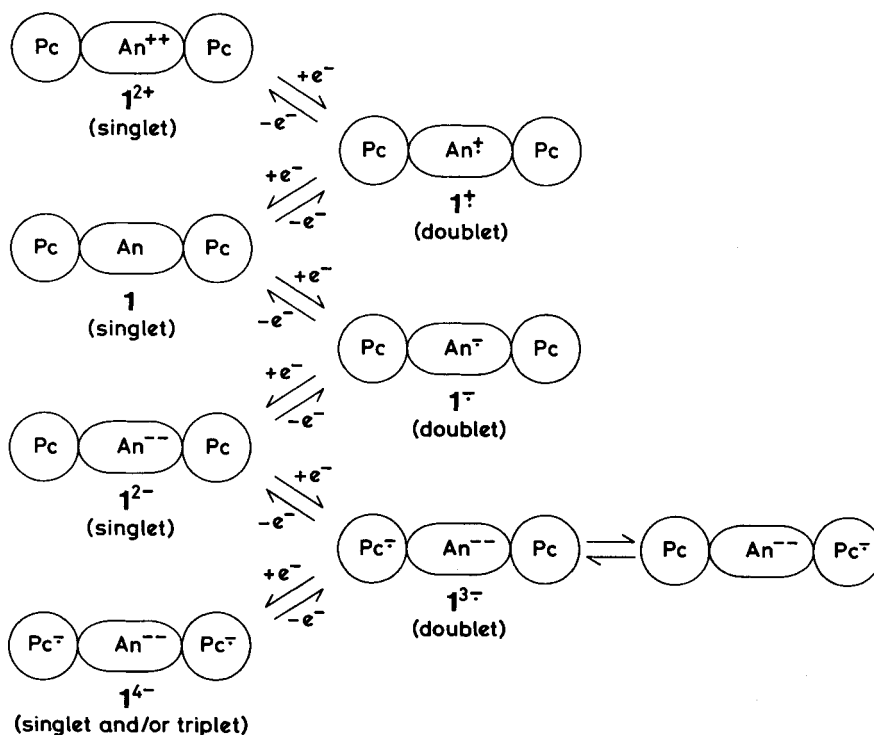 Pc An⁺⁺ Pc
1²⁺
(singlet)
+e⁻
−e⁻
Pc An⁺̣ Pc
1⁺̣
(doublet)
+e⁻
−e⁻
Pc An Pc
1
(singlet)
+e⁻
−e⁻
Pc An⁻̣ Pc
1⁻̣
(doublet)
+e⁻
−e⁻
Pc An⁻⁻ Pc
1²⁻
(singlet)
+e⁻
−e⁻
Pc⁻̣ An⁻⁻ Pc
1³⁻̣
(doublet)
Pc An⁻⁻ Pc⁻̣
+e⁻
−e⁻
Pc⁻̣ An⁻⁻ Pc⁻̣
1⁴⁻
(singlet and/or triplet)